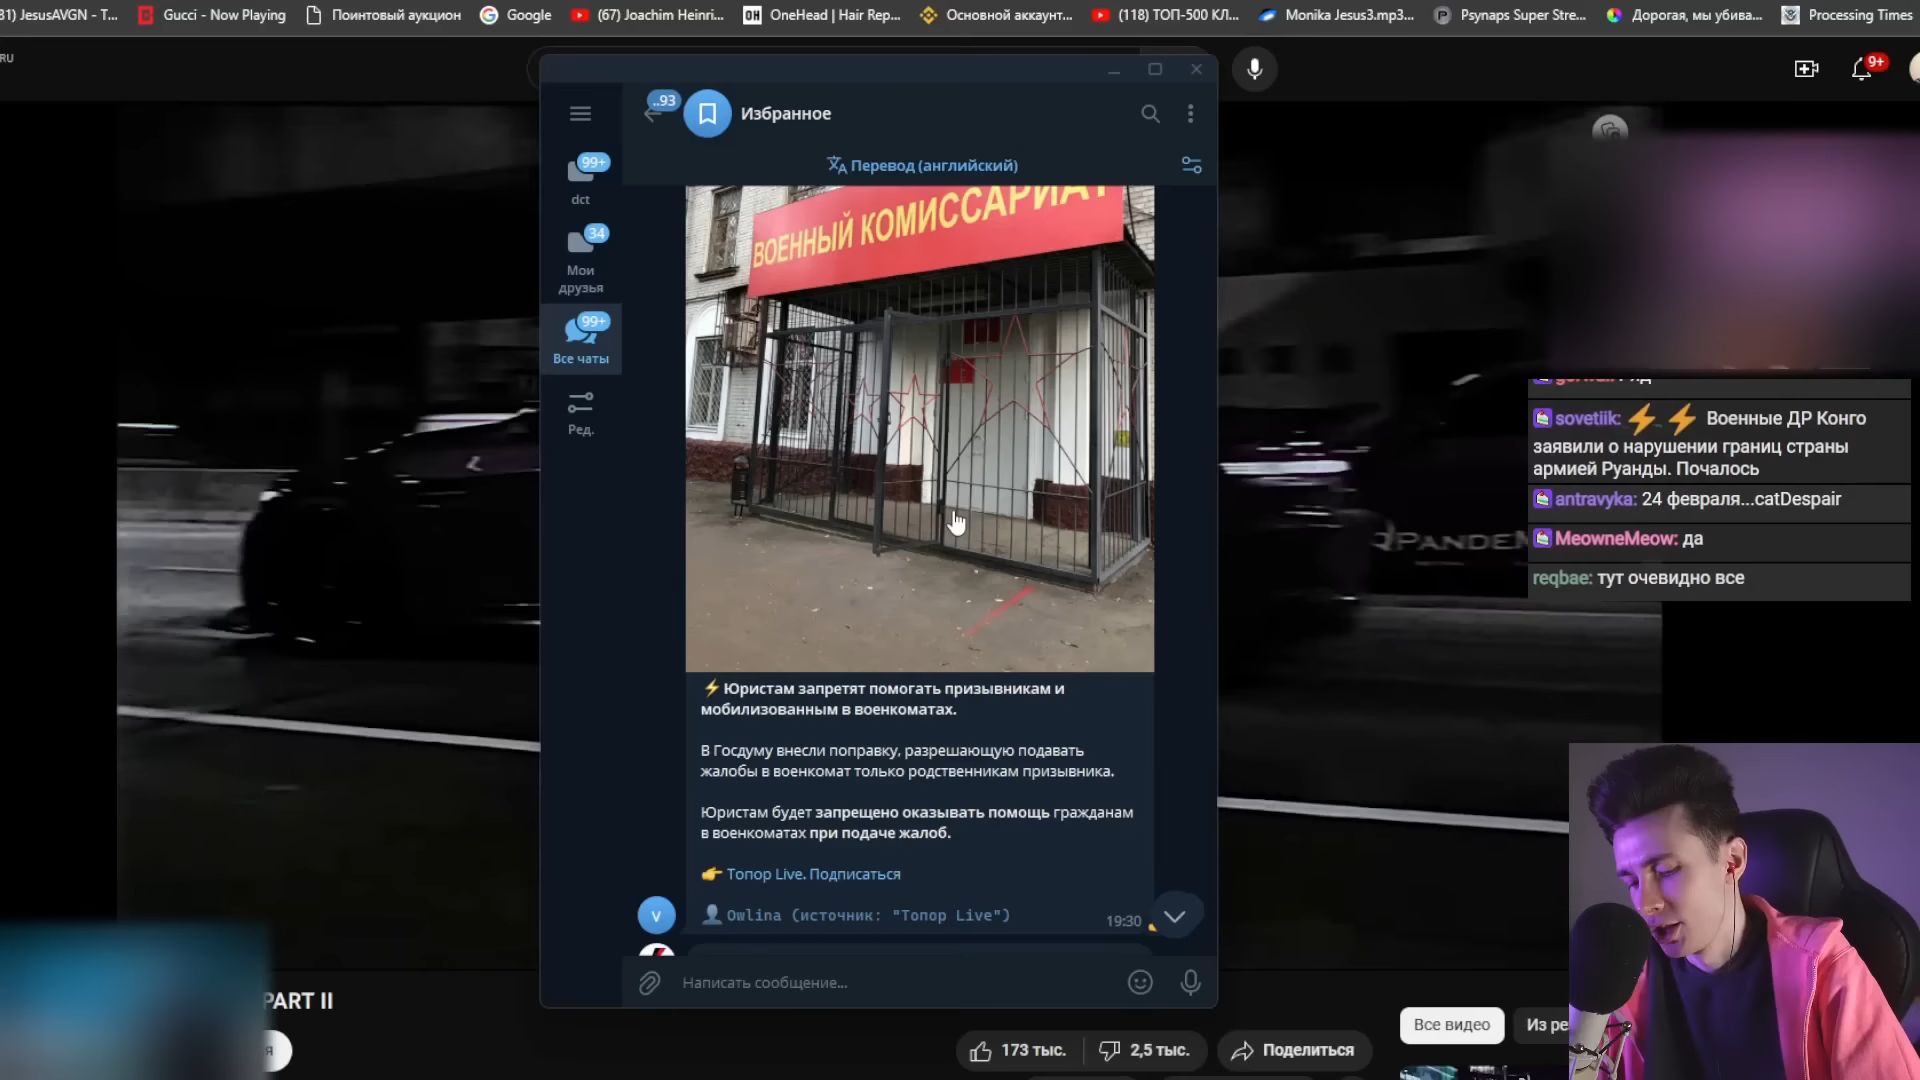 31) JesusAVGN - T...
Gucci - Now Playing
Поинтовый аукцион
Google
(67) Joachim Heinri...
OH
OneHead | Hair Rep...
Основной аккаунт...
(118) ТОП-500 КЛ...
Monika Jesus3.mp3...
Psynaps Super Stre...
Дорогая, мы убива...
Processing Times
RU
9+
..93
Избранное
Перевод (английский)
99+
dct
34
Мои
друзья
99+
Все чаты
Ред.
ВОЕННЫЙ КОМИССАРИАТ
sovetiik: ⚡ ⚡ Военные ДР Конго
заявили о нарушении границ страны
армией Руанды. Почалось
antravyka: 24 февраля...catDespair
MeowneMeow: да
reqbae: тут очевидно все
⚡Юристам запретят помогать призывникам и
мобилизованным в военкоматах.
В Госдуму внесли поправку, разрешающую подавать
жалобы в военкомат только родственникам призывника.
Юристам будет запрещено оказывать помощь гражданам
в военкоматах при подаче жалоб.
👉 Топор Live. Подписаться
V
👤Owlina (источник: "Топор Live")
19:30
Написать сообщение...
PART II
я
173 тыс.
2,5 тыс.
Поделиться
Все видео
Из ре